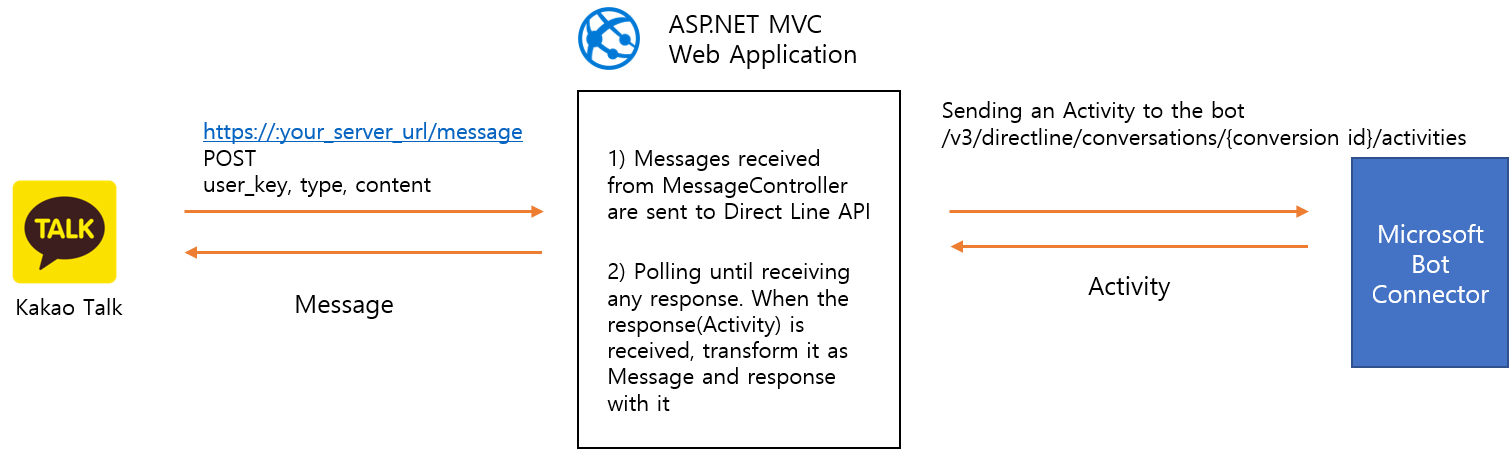 ASP.NET MVC
Web Application
https://:your_server_url/message
POST
user_key, type, content
TALK
Kakao Talk
Message
1) Messages received
from MessageController
are sent to Direct Line API
2) Polling until receiving
any response. When the
response(Activity) is
received, transform it as
Message and response
with it
Sending an Activity to the bot
/v3/directline/conversations/{conversion id}/activities
Activity
Microsoft
Bot
Connector